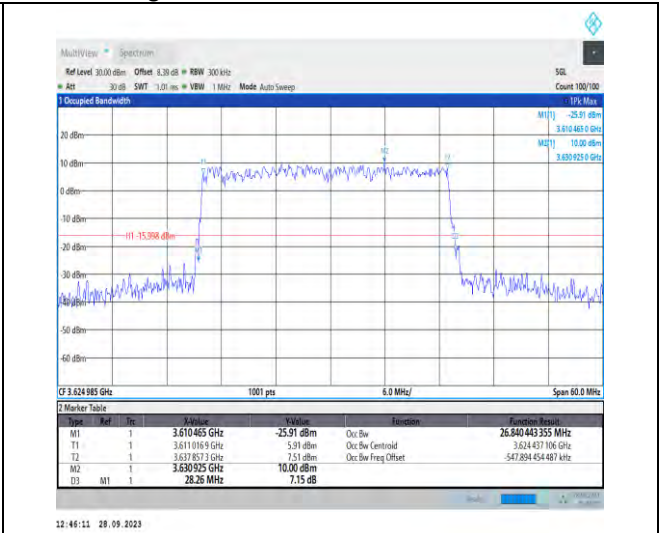 MultiView Spectrum
Ref Level 30.00 dBm Offset 8.39 dB RBW 300 kHz SGL
Att 30 dB SWT 1.01 ms VBW 1 MHz Mode Auto Sweep Count 100/100
1 Occupied Bandwidth 1Pk Max
M1[1] -25.91 dBm
3.610 465 0 GHz
M2[1] 10.00 dBm
3.630 925 0 GHz
20 dBm
M2
10 dBm
T1
0 dBm
-10 dBm
H1 -15.998 dBm
-20 dBm
-30 dBm
-40 dBm
-50 dBm
-60 dBm
CF 3.624 985 GHz 1001 pts 6.0 MHz/ Span 60.0 MHz
2 Marker Table
Type Ref Trc X-Value Y-Value Function Function Result
M1 1 3.610 465 GHz -25.91 dBm Occ Bw 26.840 443 355 MHz
T1 1 3.611 016 9 GHz 5.91 dBm Occ Bw Centroid 3.624 437 106 GHz
T2 1 3.637 857 3 GHz 7.51 dBm Occ Bw Freq Offset -547.894 454 487 kHz
M2 1 3.630 925 GHz 10.00 dBm
D3 M1 1 28.26 MHz 7.15 dB
12:46:11 28.09.2023